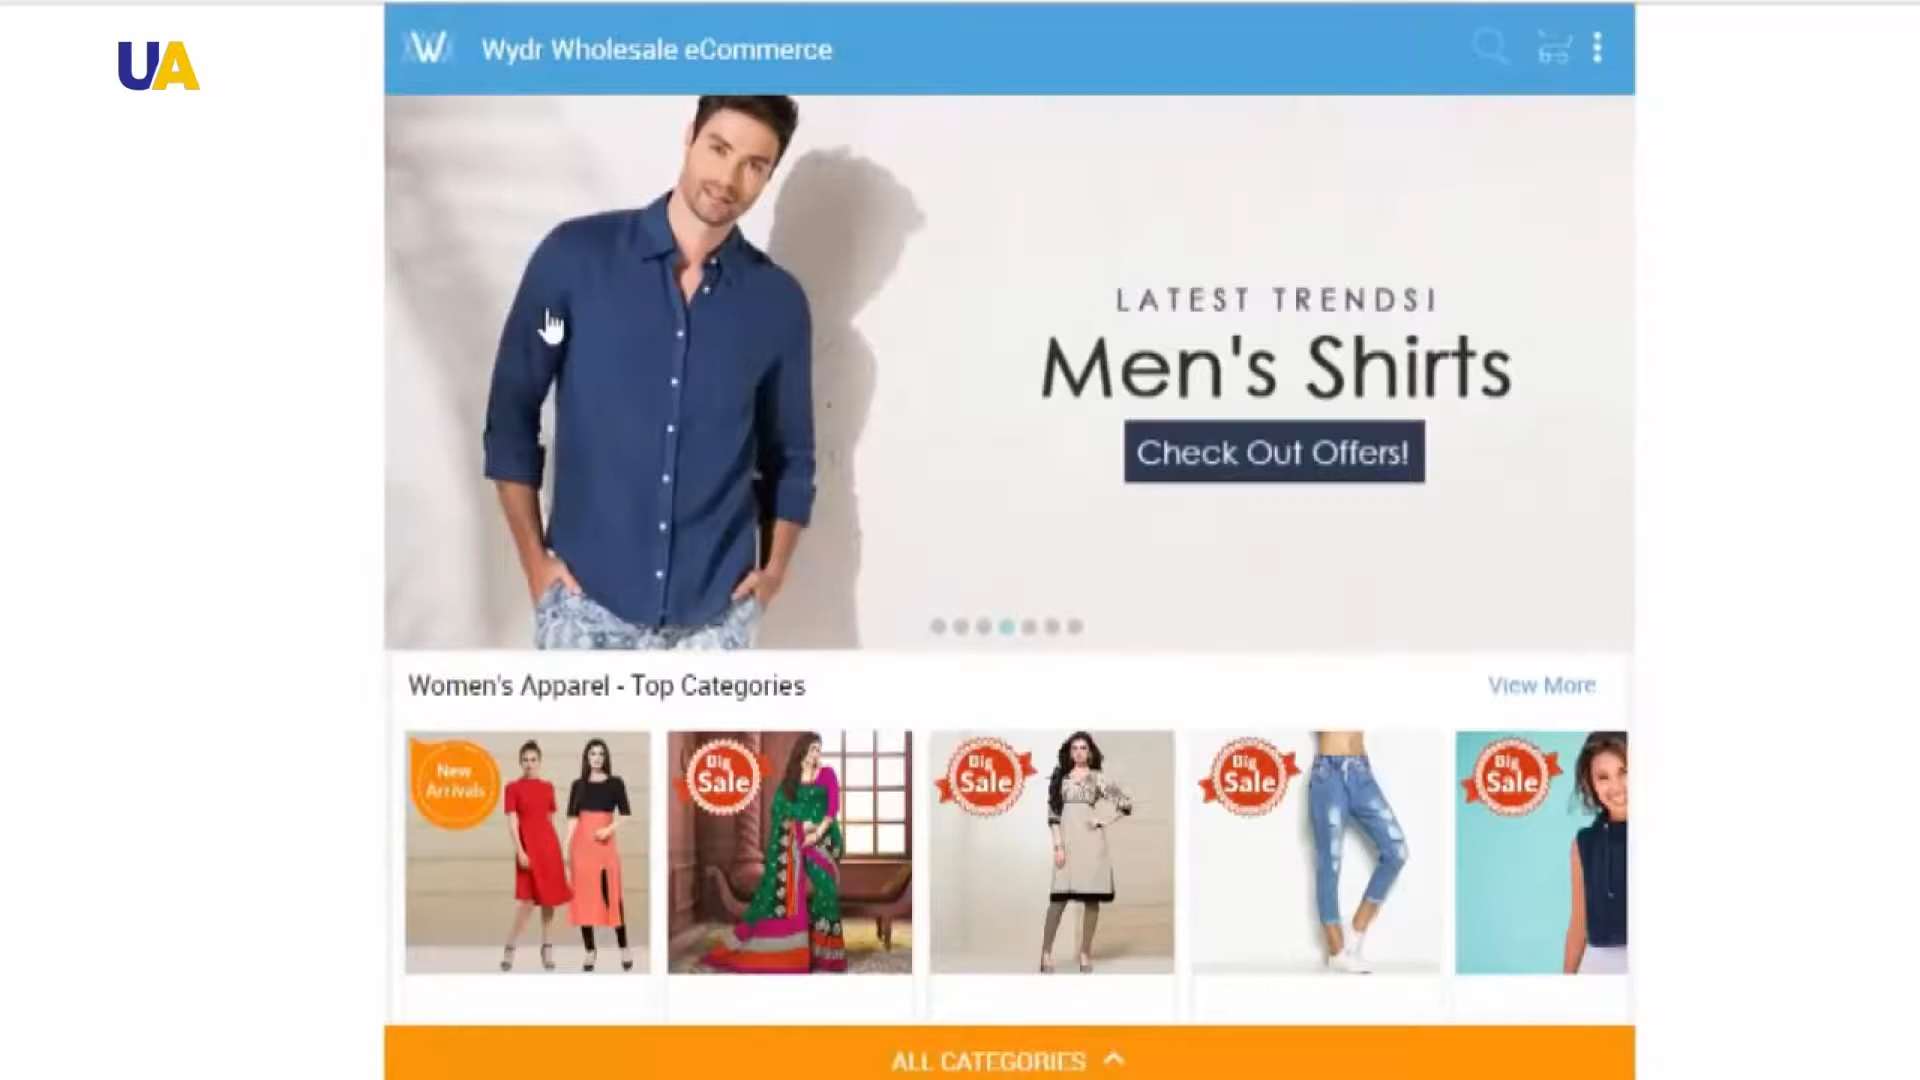 UA
W Wydr Wholesale eCommerce
LATEST TRENDS!
Men's Shirts
Check Out Offers!
Women's Apparel - Top Categories
View More
New
Arrivals
Big
Sale
Big
Sale
Big
Sale
Big
Sale
ALL CATEGORIES